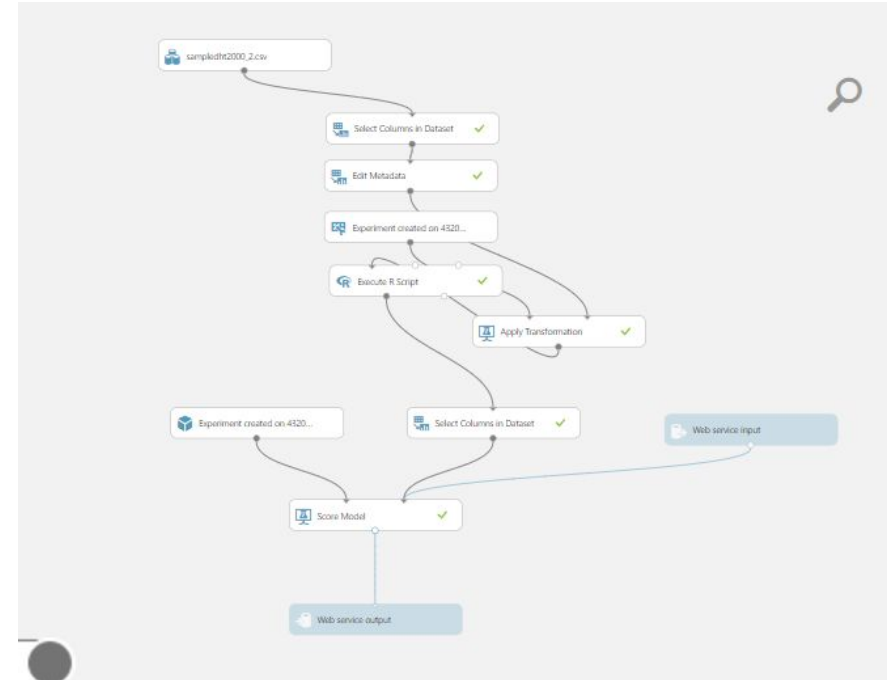 sampledht2000_2.csv
Select Columns in Dataset
Edit Metadata
Experiment created on 4320...
Execute R Script
Apply Transformation
Experiment created on 4320...
Select Columns in Dataset
Web service input
Score Model
Web service output